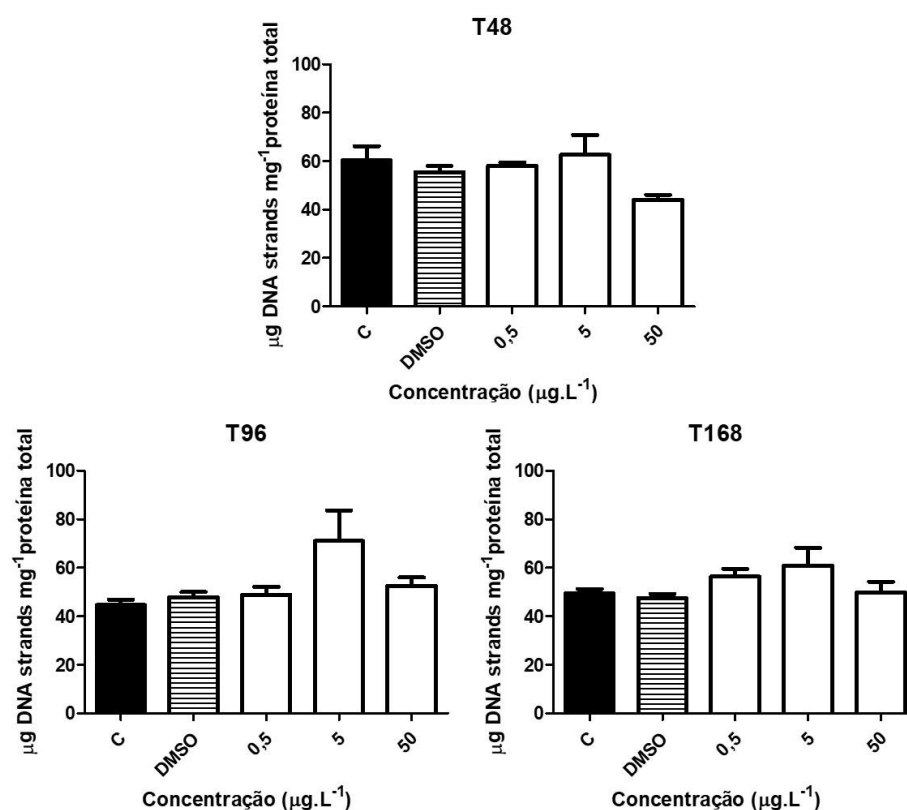 T48
μg DNA strands mg⁻¹proteína total
100
80
60
40
20
0
C
DMSO
0,5
5
50
Concentração (μg.L⁻¹)
T96
μg DNA strands mg⁻¹proteína total
100
80
60
40
20
0
C
DMSO
0,5
5
50
Concentração (μg.L⁻¹)
T168
μg DNA strands mg⁻¹proteína total
100
80
60
40
20
0
C
DMSO
0,5
5
50
Concentração (μg.L⁻¹)